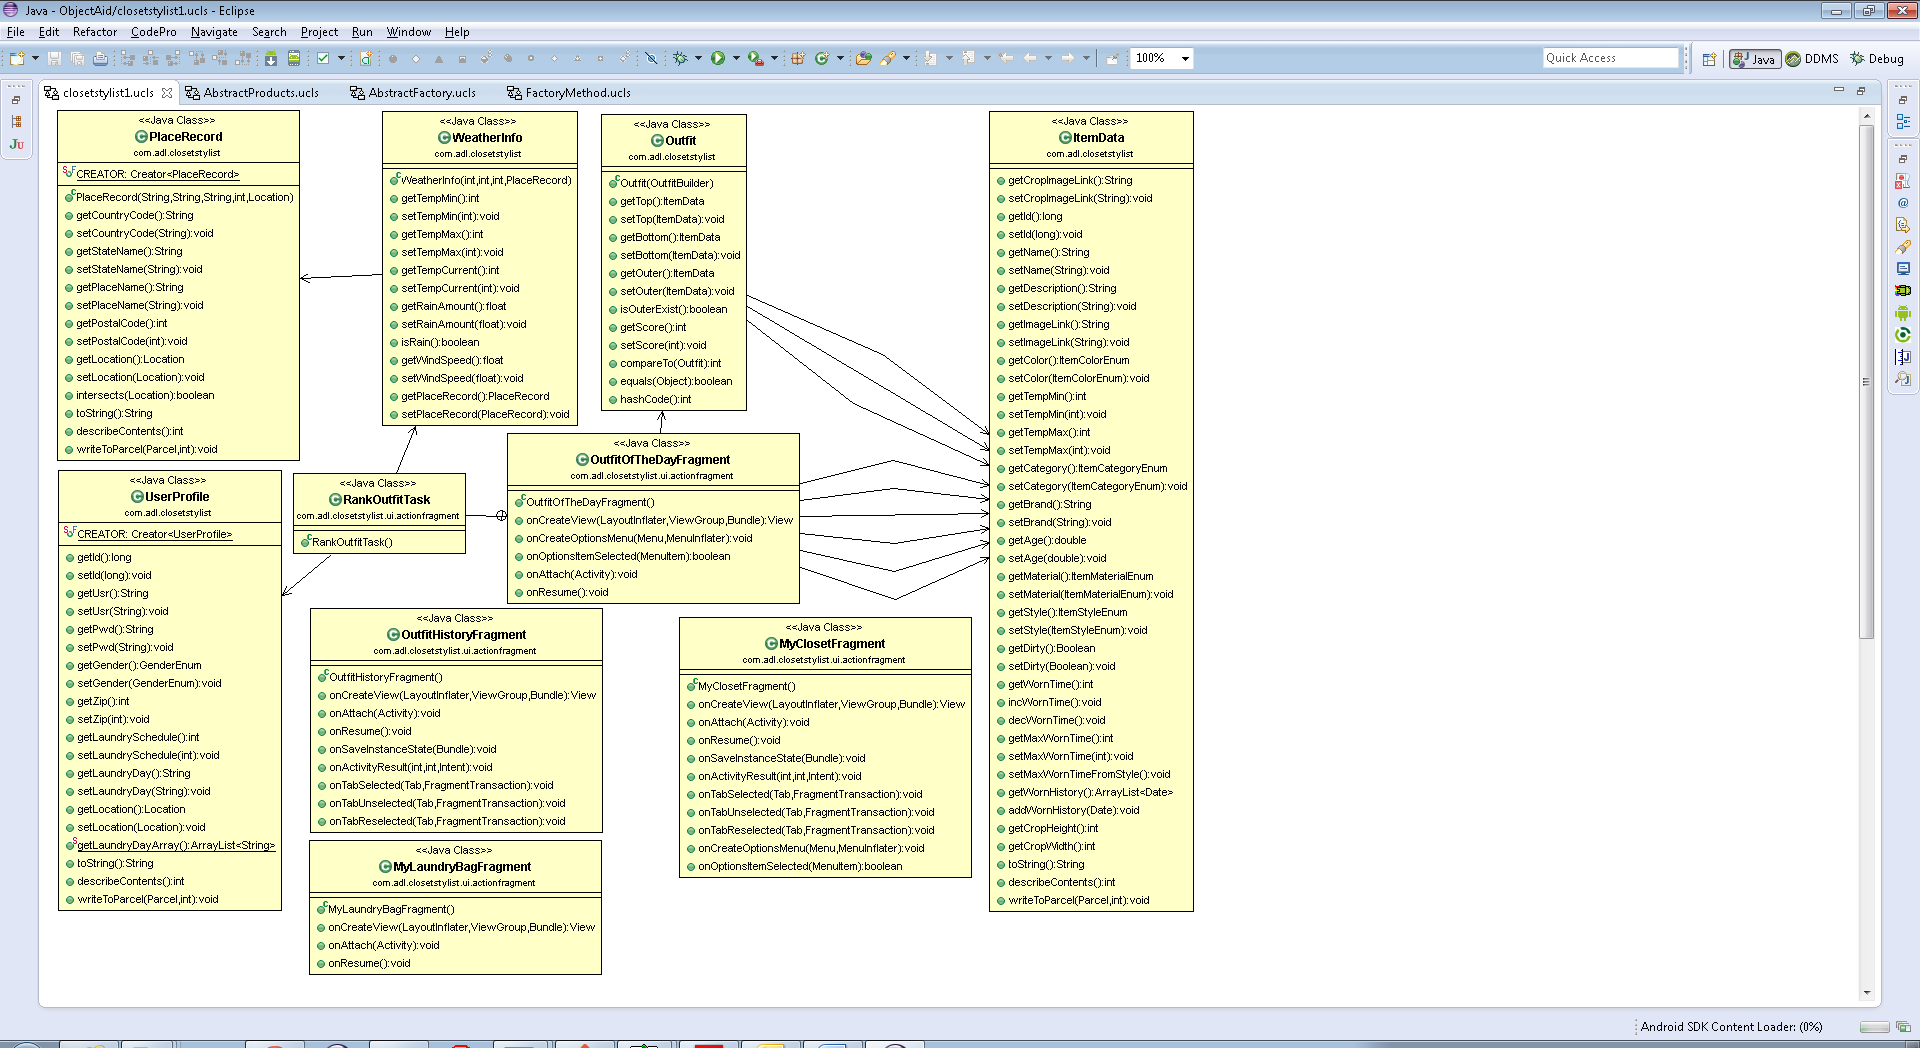 Java - ObjectAid/closetstylist1.ucls - Eclipse
File Edit Refactor CodePro Navigate Search Project Run Window Help
100% Quick Access Java DDMS Debug
closetstylist1.ucls AbstractProducts.ucls AbstractFactory.ucls FactoryMethod.ucls
<<Java Class>>
PlaceRecord
com.adl.closetstylist
CREATOR: Creator<PlaceRecord>
PlaceRecord(String,String,String,int,Location)
getCountryCode():String
setCountryCode(String):void
getStateName():String
setStateName(String):void
getPlaceName():String
setPlaceName(String):void
getPostalCode():int
setPostalCode(int):void
getLocation():Location
setLocation(Location):void
intersects(Location):boolean
toString():String
describeContents():int
writeToParcel(Parcel,int):void
<<Java Class>>
WeatherInfo
com.adl.closetstylist
WeatherInfo(int,int,int,PlaceRecord)
getTempMin():int
setTempMin(int):void
getTempMax():int
setTempMax(int):void
getTempCurrent():int
setTempCurrent(int):void
getRainAmount():float
setRainAmount(float):void
isRain():boolean
getWindSpeed():float
setWindSpeed(float):void
getPlaceRecord():PlaceRecord
setPlaceRecord(PlaceRecord):void
<<Java Class>>
Outfit
com.adl.closetstylist
Outfit(OutfitBuilder)
getTop():ItemData
setTop(ItemData):void
getBottom():ItemData
setBottom(ItemData):void
getOuter():ItemData
setOuter(ItemData):void
isOuterExist():boolean
getScore():int
setScore(int):void
compareTo(Outfit):int
equals(Object):boolean
hashCode():int
<<Java Class>>
ItemData
com.adl.closetstylist
getCropImageLink():String
setCropImageLink(String):void
getId():long
setId(long):void
getName():String
setName(String):void
getDescription():String
setDescription(String):void
getImageLink():String
setImageLink(String):void
getColor():ItemColorEnum
setColor(ItemColorEnum):void
getTempMin():int
setTempMin(int):void
getTempMax():int
setTempMax(int):void
getCategory():ItemCategoryEnum
setCategory(ItemCategoryEnum):void
getBrand():String
setBrand(String):void
getAge():double
setAge(double):void
getMaterial():ItemMaterialEnum
setMaterial(ItemMaterialEnum):void
getStyle():ItemStyleEnum
setStyle(ItemStyleEnum):void
getDirty():Boolean
setDirty(Boolean):void
getWornTime():int
incWornTime():void
decWornTime():void
getMaxWornTime():int
setMaxWornTime(int):void
setMaxWornTimeFromStyle():void
getWornHistory():ArrayList<Date>
addWornHistory(Date):void
getCropHeight():int
getCropWidth():int
toString():String
describeContents():int
writeToParcel(Parcel,int):void
<<Java Class>>
UserProfile
com.adl.closetstylist
CREATOR: Creator<UserProfile>
getId():long
setId(long):void
getUsr():String
setUsr(String):void
getPwd():String
setPwd(String):void
getGender():GenderEnum
setGender(GenderEnum):void
getZip():int
setZip(int):void
getLaundrySchedule():int
setLaundrySchedule(int):void
getLaundryDay():String
setLaundryDay(String):void
getLocation():Location
setLocation(Location):void
getLaundryDayArray():ArrayList<String>
toString():String
describeContents():int
writeToParcel(Parcel,int):void
<<Java Class>>
RankOutfitTask
com.adl.closetstylist.ui.actionfragment
RankOutfitTask()
<<Java Class>>
OutfitOfTheDayFragment
com.adl.closetstylist.ui.actionfragment
OutfitOfTheDayFragment()
onCreateView(LayoutInflater,ViewGroup,Bundle):View
onCreateOptionsMenu(Menu,MenuInflater):void
onOptionsItemSelected(MenuItem):boolean
onAttach(Activity):void
onResume():void
<<Java Class>>
OutfitHistoryFragment
com.adl.closetstylist.ui.actionfragment
OutfitHistoryFragment()
onCreateView(LayoutInflater,ViewGroup,Bundle):View
onAttach(Activity):void
onResume():void
onSaveInstanceState(Bundle):void
onActivityResult(int,int,Intent):void
onTabSelected(Tab,FragmentTransaction):void
onTabUnselected(Tab,FragmentTransaction):void
onTabReselected(Tab,FragmentTransaction):void
<<Java Class>>
MyClosetFragment
com.adl.closetstylist.ui.actionfragment
MyClosetFragment()
onCreateView(LayoutInflater,ViewGroup,Bundle):View
onAttach(Activity):void
onResume():void
onSaveInstanceState(Bundle):void
onActivityResult(int,int,Intent):void
onTabSelected(Tab,FragmentTransaction):void
onTabUnselected(Tab,FragmentTransaction):void
onTabReselected(Tab,FragmentTransaction):void
onCreateOptionsMenu(Menu,MenuInflater):void
onOptionsItemSelected(MenuItem):boolean
<<Java Class>>
MyLaundryBagFragment
com.adl.closetstylist.ui.actionfragment
MyLaundryBagFragment()
onCreateView(LayoutInflater,ViewGroup,Bundle):View
onAttach(Activity):void
onResume():void
Android SDK Content Loader: (0%)